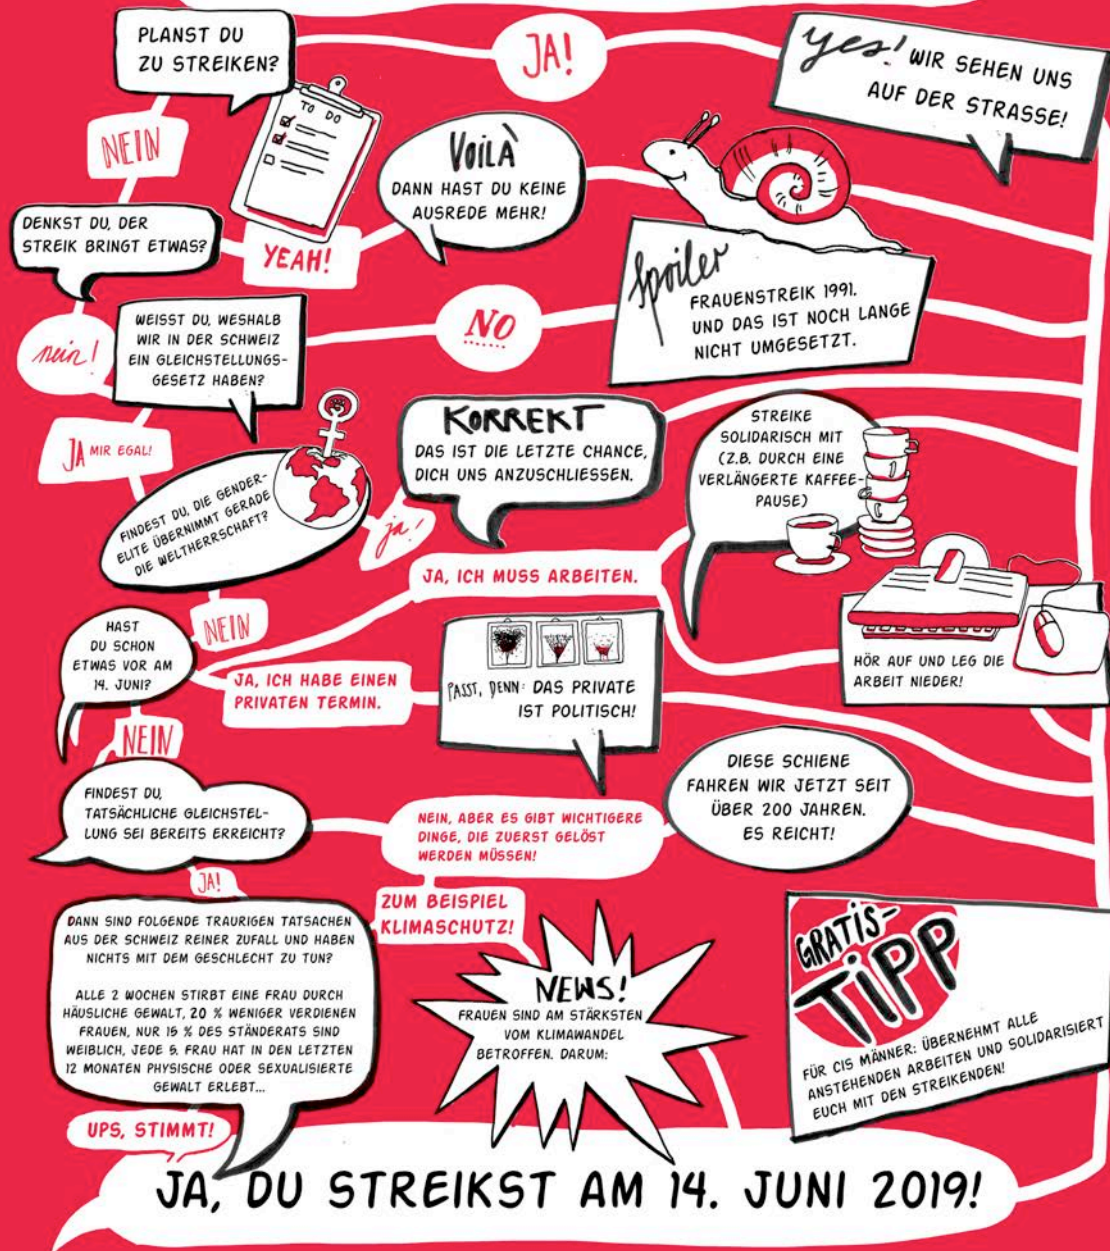 PLANST DU
ZU STREIKEN?
JA!
yes! WIR SEHEN UNS
AUF DER STRASSE!
NEIN
TO DO
VOILÀ
DANN HAST DU KEINE
AUSREDE MEHR!
DENKST DU, DER
STREIK BRINGT ETWAS?
YEAH!
Spoiler
FRAUENSTREIK 1991.
UND DAS IST NOCH LANGE
NICHT UMGESETZT.
nein!
WEISST DU, WESHALB
WIR IN DER SCHWEIZ
EIN GLEICHSTELLUNGS-
GESETZ HABEN?
NO
JA MIR EGAL!
KORREKT
DAS IST DIE LETZTE CHANCE,
DICH UNS ANZUSCHLIESSEN.
STREIKE
SOLIDARISCH MIT
(Z.B. DURCH EINE
VERLÄNGERTE KAFFEE-
PAUSE)
FINDEST DU, DIE GENDER-
ELITE ÜBERNIMMT GERADE
DIE WELTHERRSCHAFT?
ja!
JA, ICH MUSS ARBEITEN.
NEIN
HAST
DU SCHON
ETWAS VOR AM
14. JUNI?
JA, ICH HABE EINEN
PRIVATEN TERMIN.
PASST, DENN: DAS PRIVATE
IST POLITISCH!
HÖR AUF UND LEG DIE
ARBEIT NIEDER!
NEIN
FINDEST DU,
TATSÄCHLICHE GLEICHSTEL-
LUNG SEI BEREITS ERREICHT?
NEIN, ABER ES GIBT WICHTIGERE
DINGE, DIE ZUERST GELÖST
WERDEN MÜSSEN!
DIESE SCHIENE
FAHREN WIR JETZT SEIT
ÜBER 200 JAHREN.
ES REICHT!
JA!
ZUM BEISPIEL
KLIMASCHUTZ!
DANN SIND FOLGENDE TRAURIGEN TATSACHEN
AUS DER SCHWEIZ REINER ZUFALL UND HABEN
NICHTS MIT DEM GESCHLECHT ZU TUN?
ALLE 2 WOCHEN STIRBT EINE FRAU DURCH
HÄUSLICHE GEWALT, 20 % WENIGER VERDIENEN
FRAUEN, NUR 15 % DES STÄNDERATS SIND
WEIBLICH, JEDE 5. FRAU HAT IN DEN LETZTEN
12 MONATEN PHYSISCHE ODER SEXUALISIERTE
GEWALT ERLEBT...
NEWS!
FRAUEN SIND AM STÄRKSTEN
VOM KLIMAWANDEL
BETROFFEN. DARUM:
GRATIS-
TIPP
FÜR CIS MÄNNER: ÜBERNEHMT ALLE
ANSTEHENDEN ARBEITEN UND SOLIDARISIERT
EUCH MIT DEN STREIKENDEN!
UPS, STIMMT!
JA, DU STREIKST AM 14. JUNI 2019!